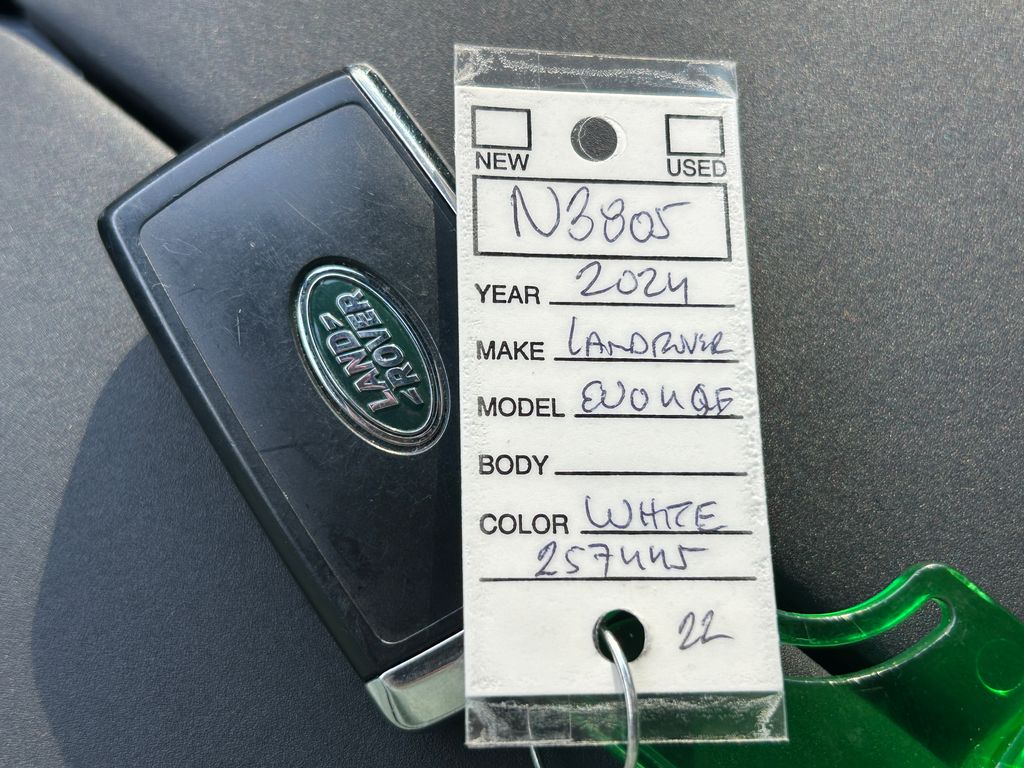 LAND
ROVER
NEW USED
N3805
YEAR 2024
MAKE LANDROVER
MODEL EVOUQE
BODY
COLOR WHITE
257445
22